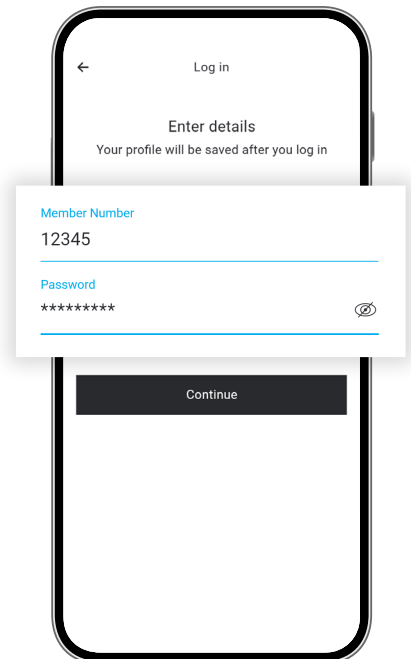 Log in
Enter details
Your profile will be saved after you log in
Member Number
12345
Password
*********
Continue